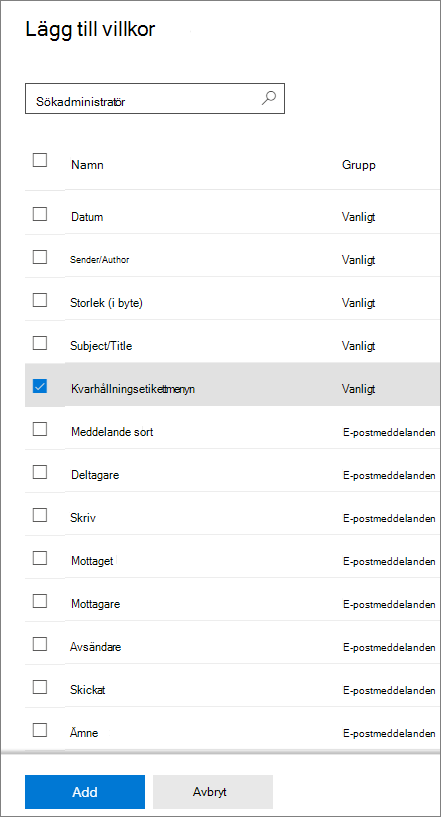 Lägg till villkor
Sökadministratör
Namn Grupp
Datum Vanligt
Sender/Author Vanligt
Storlek (i byte) Vanligt
Subject/Title Vanligt
Kvarhållningsetikettmenyn Vanligt
Meddelande sort E-postmeddelanden
Deltagare E-postmeddelanden
Skriv E-postmeddelanden
Mottaget E-postmeddelanden
Mottagare E-postmeddelanden
Avsändare E-postmeddelanden
Skickat E-postmeddelanden
Ämne E-postmeddelanden
Add Avbryt